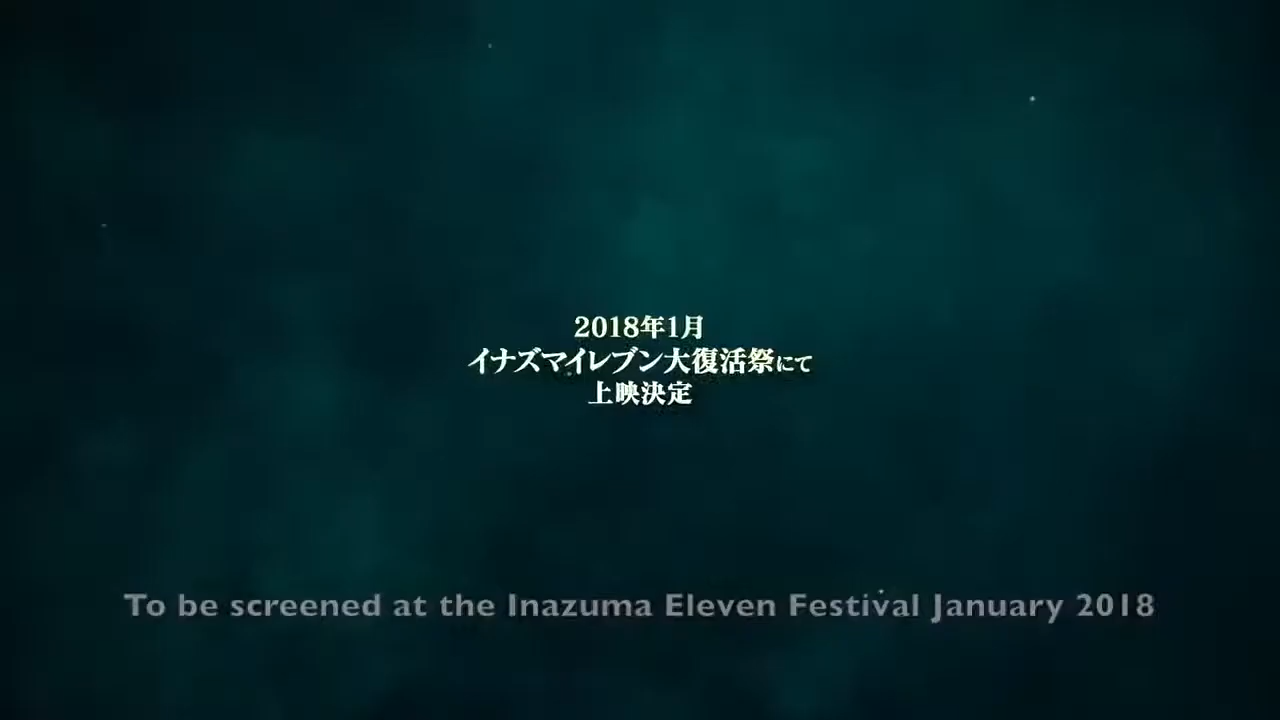 2018年1月
イナズマイレブン大復活祭にて
上映決定
To be screened at the Inazuma Eleven Festival January 2018